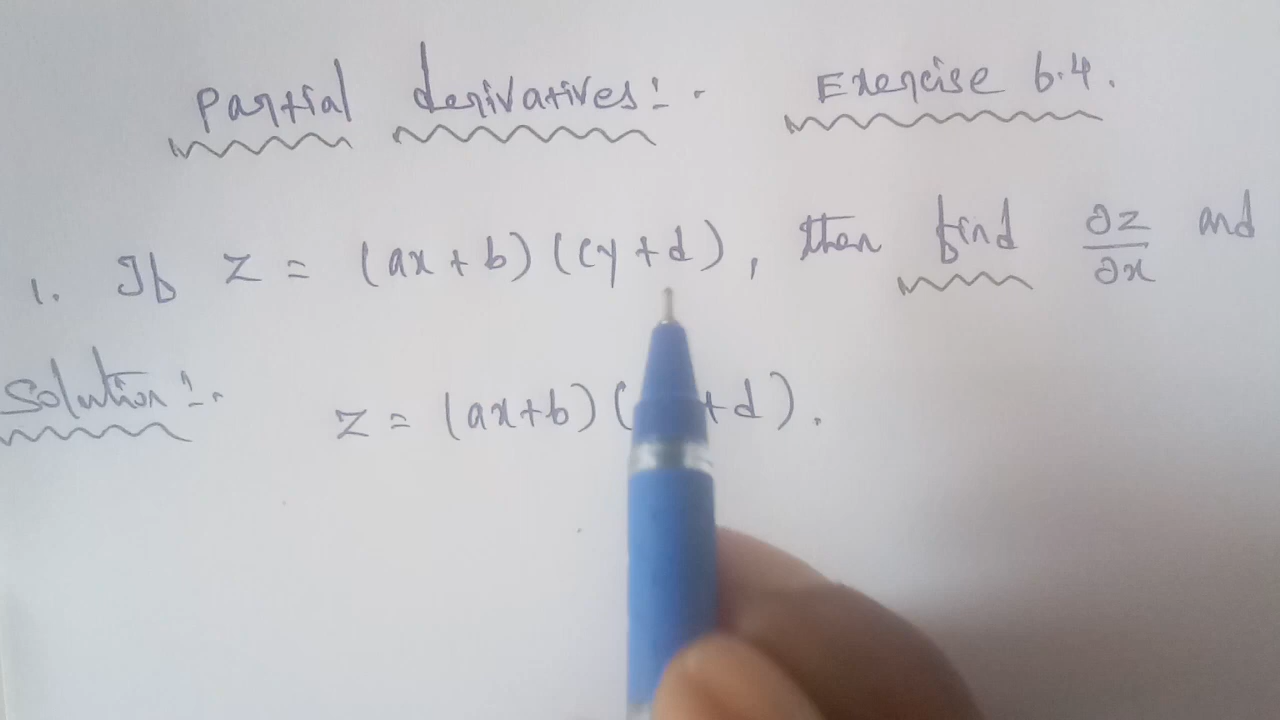 Partial derivatives:- Exercise 6.4.
1. If z = (ax + b) (cy + d), then find ∂z/∂x and
Solution:- z = (ax+b) ( + d).